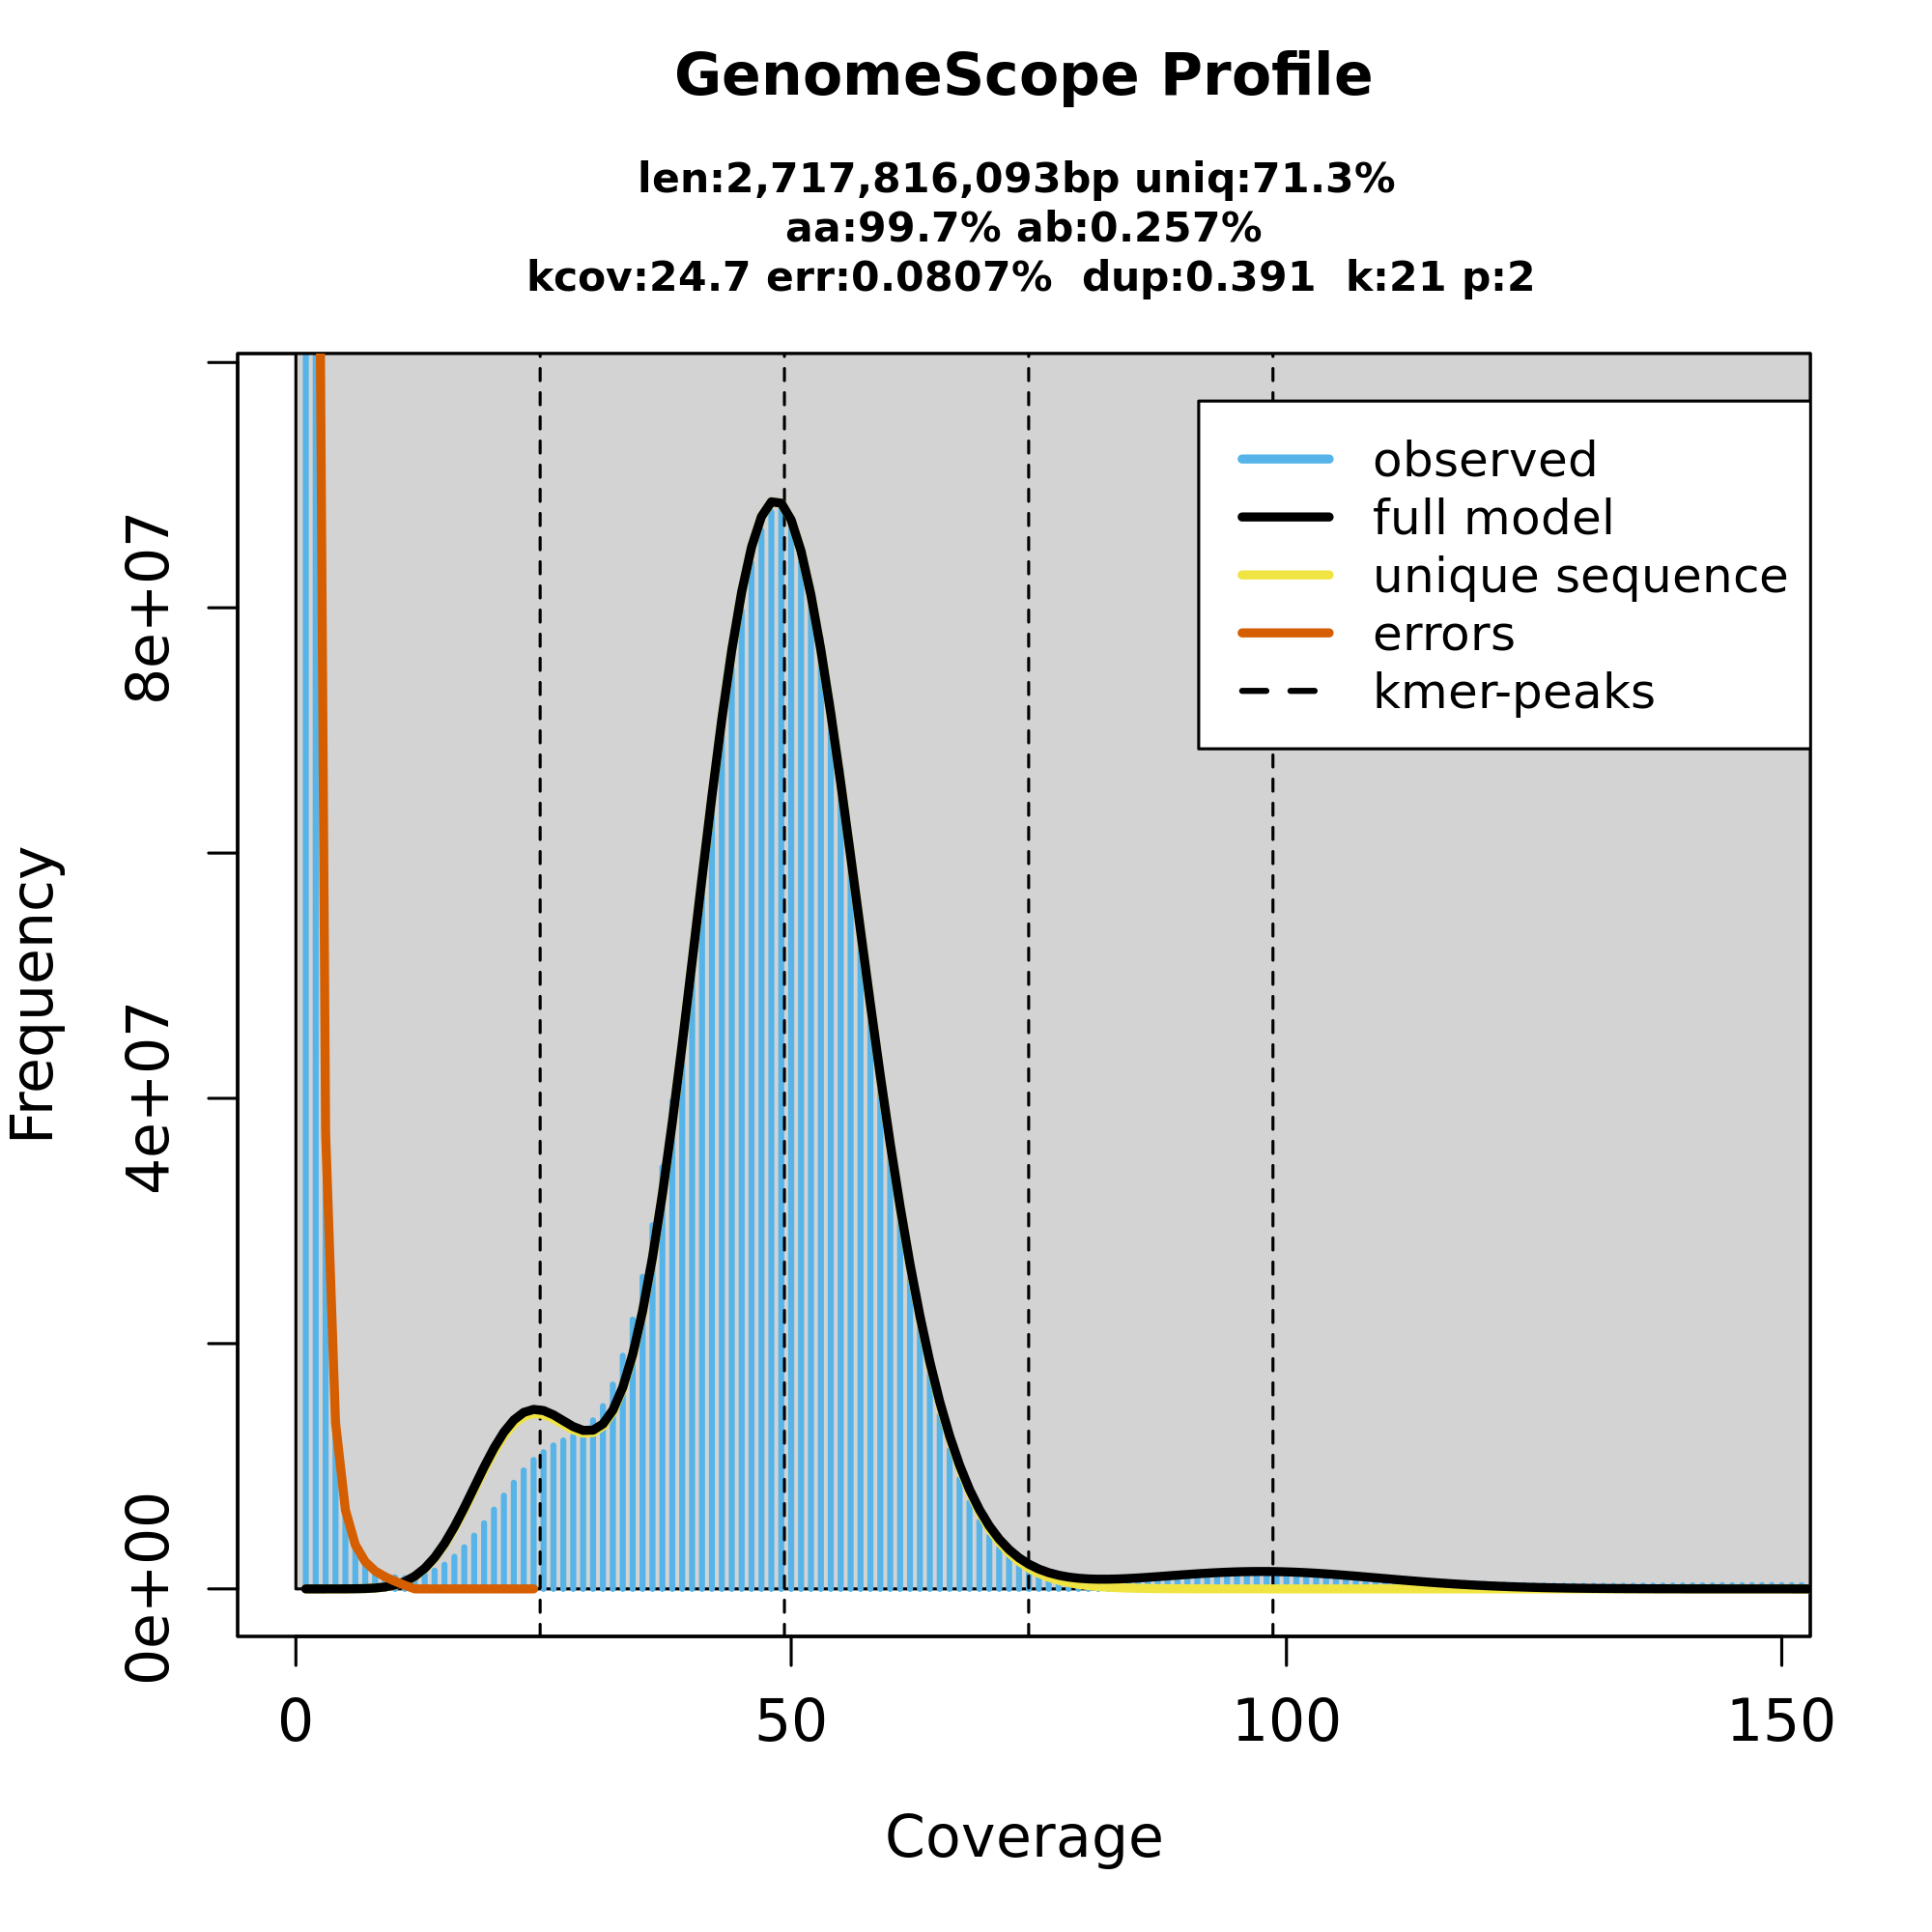 GenomeScope Profile
len:2,717,816,093bp uniq:71.3%
aa:99.7% ab:0.257%
kcov:24.7 err:0.0807% dup:0.391 k:21 p:2
observed
full model
unique sequence
errors
kmer-peaks
Frequency
8e+07
4e+07
0e+00
0 50 100 150
Coverage